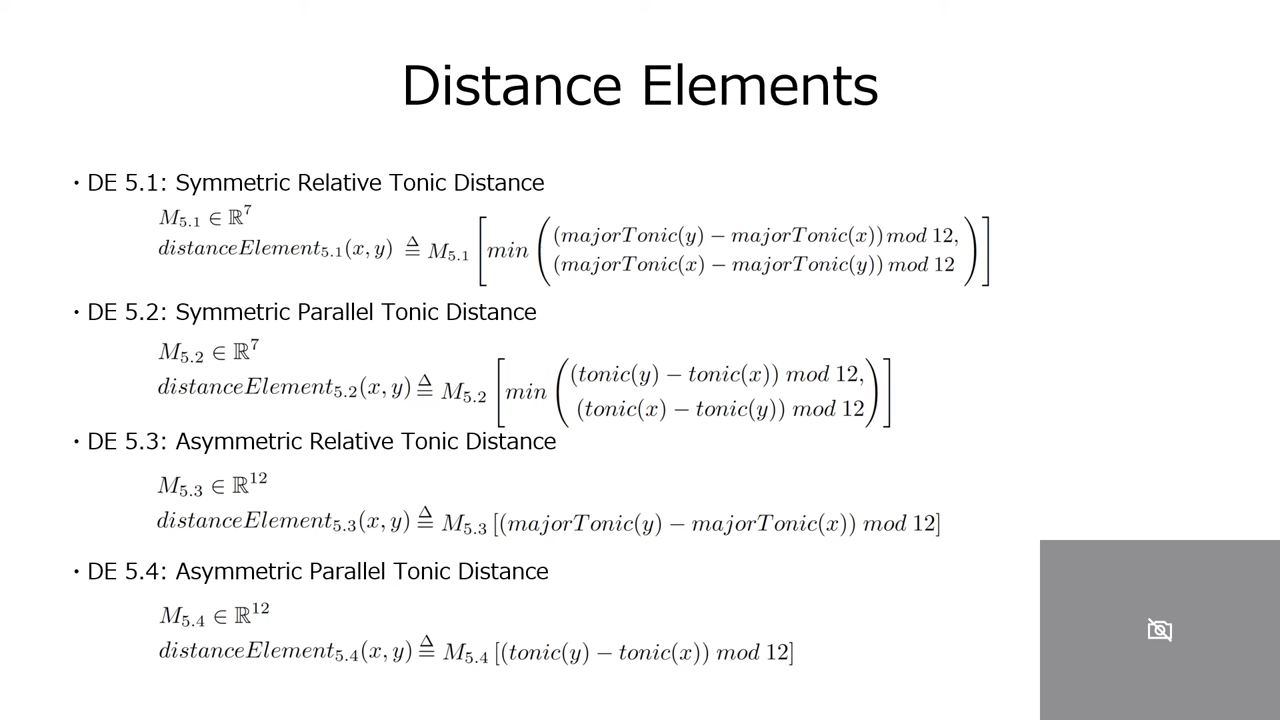 Distance Elements
・DE 5.1: Symmetric Relative Tonic Distance
M₅.₁ ∈ ℝ⁷
distanceElement₅.₁(x, y) ≜ M₅.₁ [min ((majorTonic(y) − majorTonic(x)) mod 12,
(majorTonic(x) − majorTonic(y)) mod 12)]
・DE 5.2: Symmetric Parallel Tonic Distance
M₅.₂ ∈ ℝ⁷
distanceElement₅.₂(x, y) ≜ M₅.₂ [min ((tonic(y) − tonic(x)) mod 12,
(tonic(x) − tonic(y)) mod 12)]
・DE 5.3: Asymmetric Relative Tonic Distance
M₅.₃ ∈ ℝ¹²
distanceElement₅.₃(x, y) ≜ M₅.₃ [(majorTonic(y) − majorTonic(x)) mod 12]
・DE 5.4: Asymmetric Parallel Tonic Distance
M₅.₄ ∈ ℝ¹²
distanceElement₅.₄(x, y) ≜ M₅.₄ [(tonic(y) − tonic(x)) mod 12]